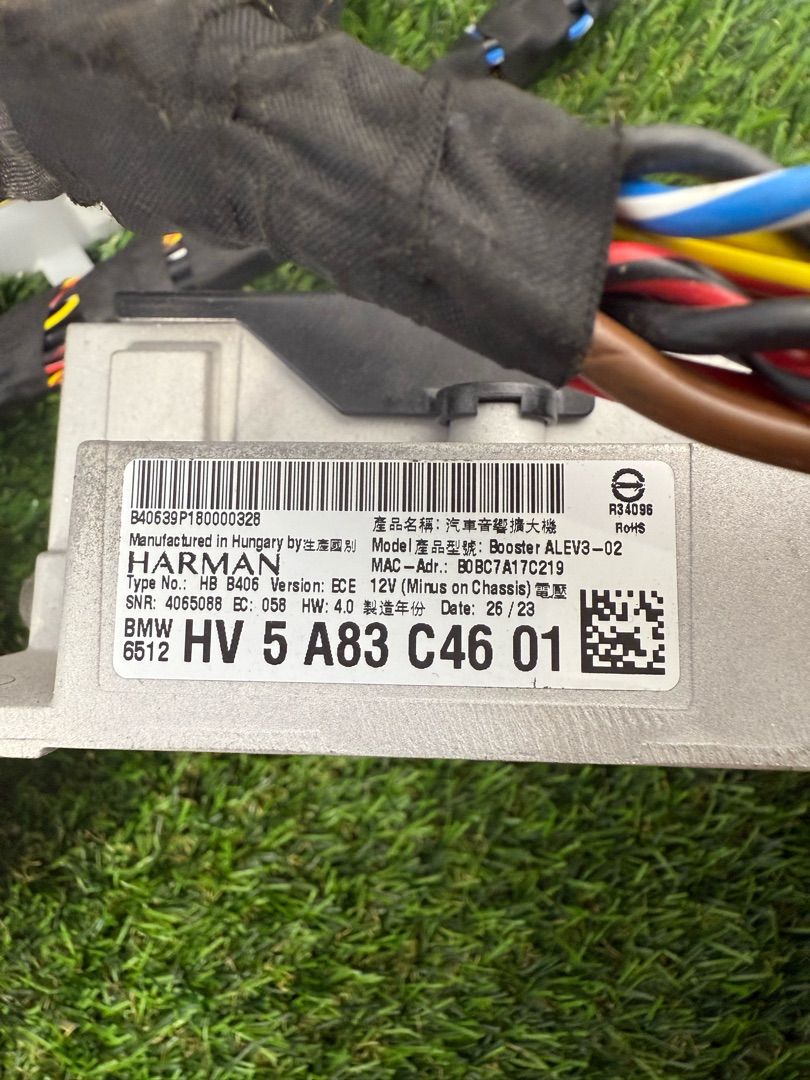 B40639P180000328
產品名稱: 汽車音響擴大機
Manufactured in Hungary by 生產國別
Model 產品型號: Booster ALEV3-02
HARMAN
MAC-Adr.: B0BC7A17C219
Type No.: HB B406 Version: ECE 12V (Minus on Chassis) 電壓
SNR: 4065088 EC: 058 HW: 4.0 製造年份 Date: 26/23
BMW
6512 HV 5 A83 C46 01
R34096
RoHS